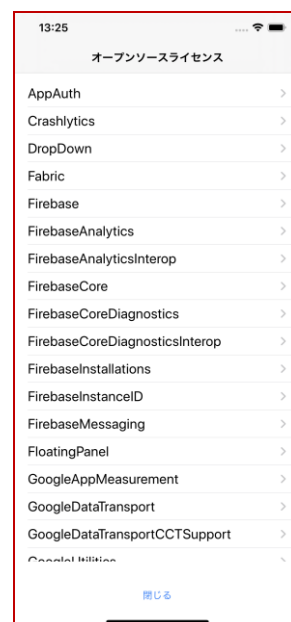 13:25
オープンソースライセンス
AppAuth
Crashlytics
DropDown
Fabric
Firebase
FirebaseAnalytics
FirebaseAnalyticsInterop
FirebaseCore
FirebaseCoreDiagnostics
FirebaseCoreDiagnosticsInterop
FirebaseInstallations
FirebaseInstanceID
FirebaseMessaging
FloatingPanel
GoogleAppMeasurement
GoogleDataTransport
GoogleDataTransportCCTSupport
GoogleUtilities
閉じる